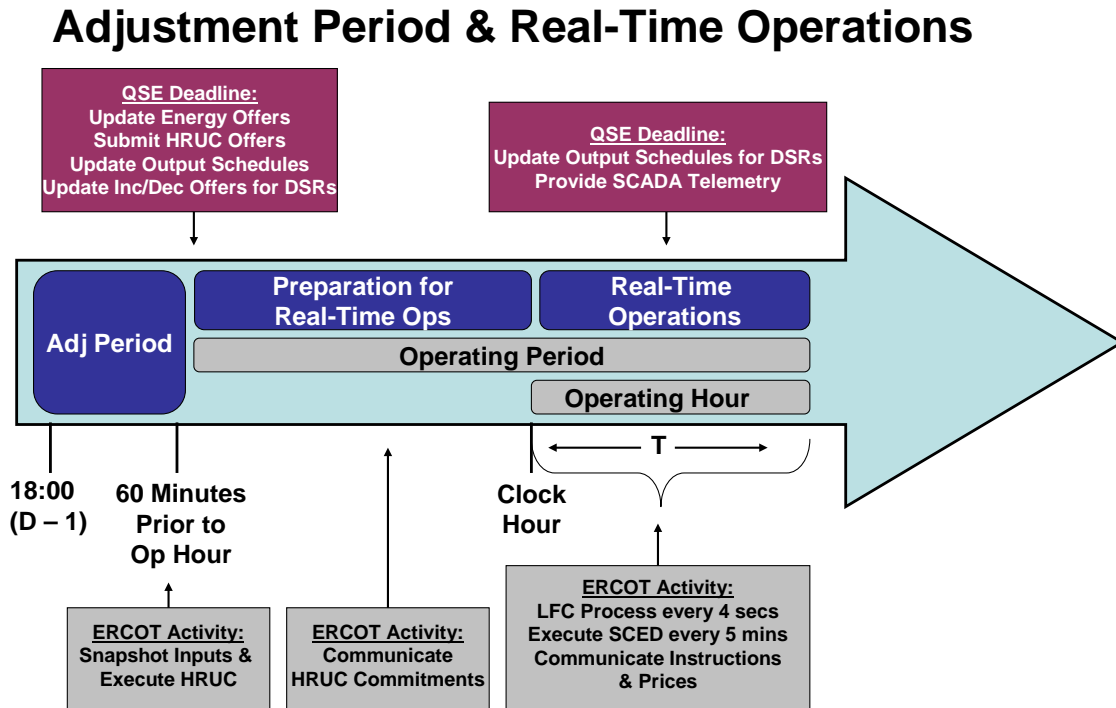 Adjustment Period & Real-Time Operations
QSE Deadline:
Update Energy Offers
Submit HRUC Offers
Update Output Schedules
Update Inc/Dec Offers for DSRs
QSE Deadline:
Update Output Schedules for DSRs
Provide SCADA Telemetry
Adj Period
Preparation for
Real-Time Ops
Real-Time
Operations
Operating Period
Operating Hour
T
18:00
(D – 1)
60 Minutes
Prior to
Op Hour
Clock
Hour
ERCOT Activity:
Snapshot Inputs &
Execute HRUC
ERCOT Activity:
Communicate
HRUC Commitments
ERCOT Activity:
LFC Process every 4 secs
Execute SCED every 5 mins
Communicate Instructions
& Prices